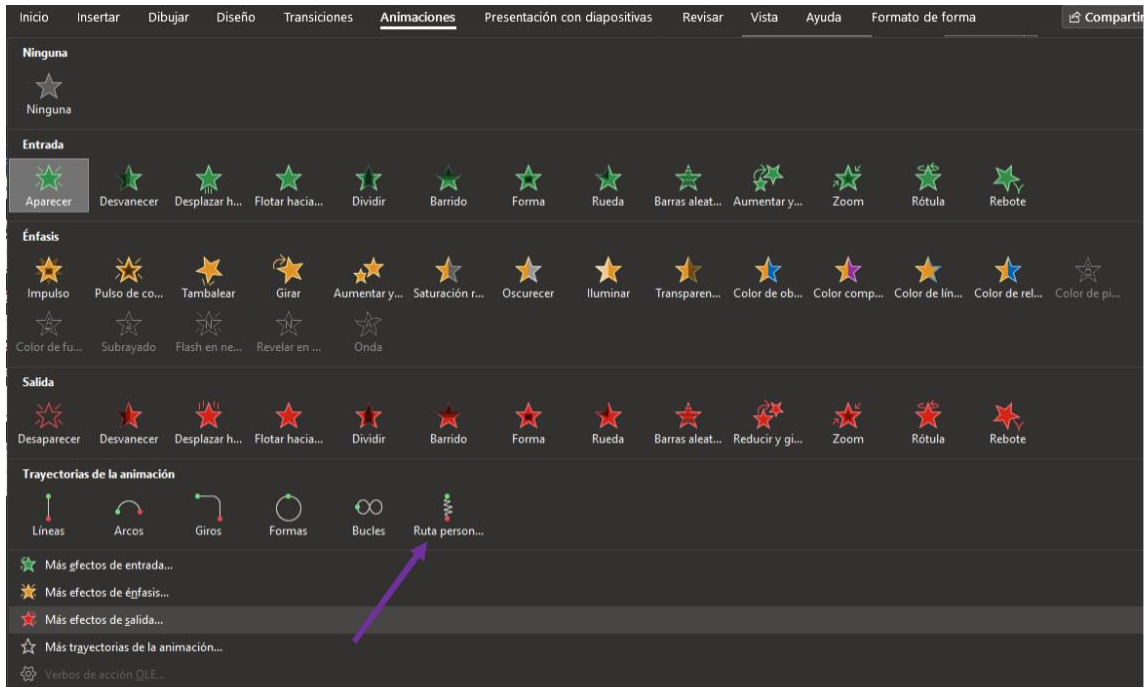 Inicio Insertar Dibujar Diseño Transiciones Animaciones Presentación con diapositivas Revisar Vista Ayuda Formato de forma Compartir
Ninguna
Ninguna
Entrada
Aparecer Desvanecer Desplazar h... Flotar hacia... Dividir Barrido Forma Rueda Barras aleat... Aumentar y... Zoom Rótula Rebote
Énfasis
Impulso Pulso de co... Tambalear Girar Aumentar y... Saturación r... Oscurecer Iluminar Transparen... Color de ob... Color comp... Color de lín... Color de rel... Color de pi...
Color de fu... Subrayado Flash en ne... Revelar en ... Onda
Salida
Desaparecer Desvanecer Desplazar h... Flotar hacia... Dividir Barrido Forma Rueda Barras aleat... Reducir y gi... Zoom Rótula Rebote
Trayectorias de la animación
Líneas Arcos Giros Formas Bucles Ruta person...
Más efectos de entrada...
Más efectos de énfasis...
Más efectos de salida...
Más trayectorias de la animación...
Verbos de acción OLE...